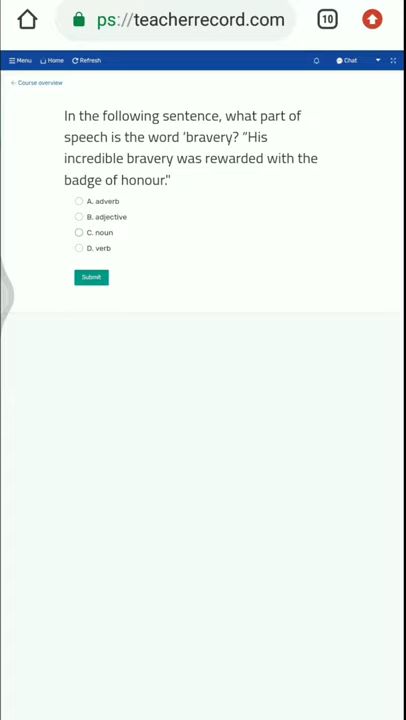 ps://teacherrecord.com
10
Menu Home Refresh Chat
← Course overview
In the following sentence, what part of
speech is the word ‘bravery? “His
incredible bravery was rewarded with the
badge of honour."
A. adverb
B. adjective
C. noun
D. verb
Submit